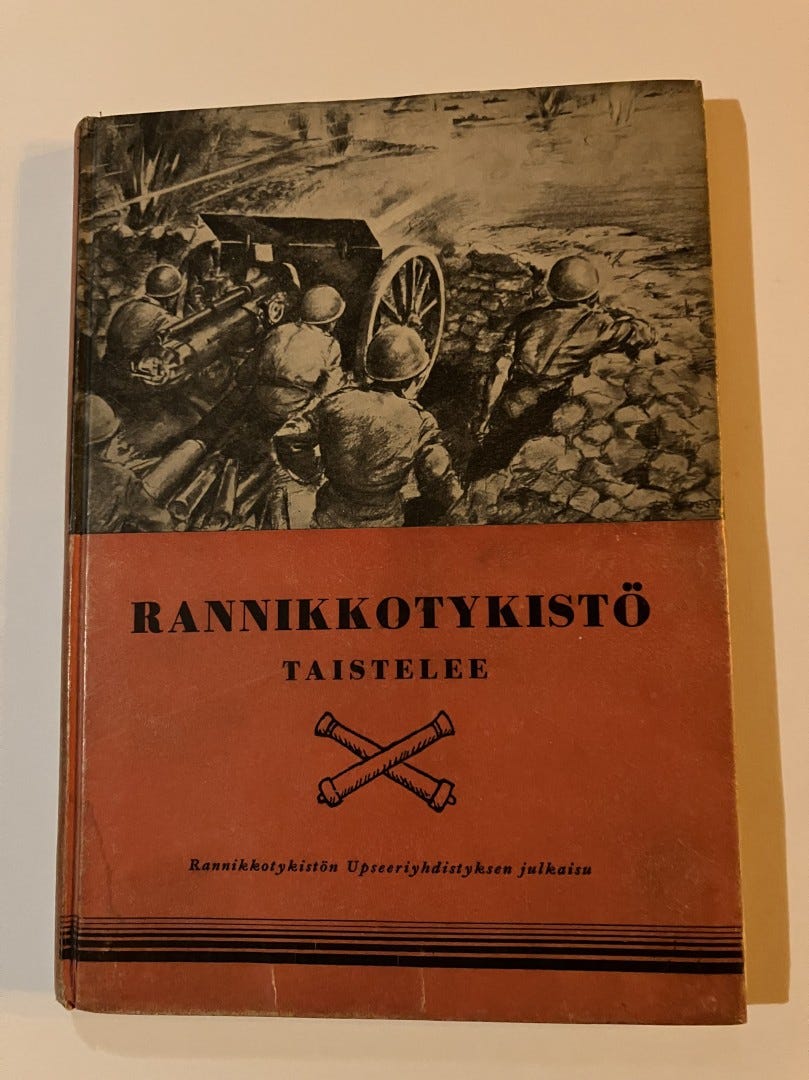 RANNIKKOTYKISTÖ
TAISTELEE
Rannikkotykistön Upseeriyhdistyksen julkaisu